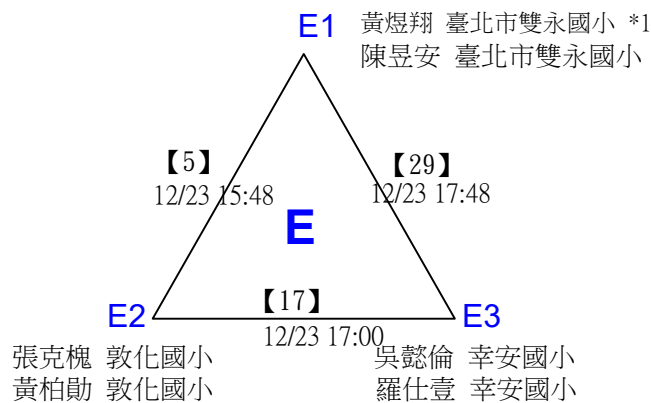 E1
黃煜翔 臺北市雙永國小 *1
陳昱安 臺北市雙永國小
【5】
12/23 15:48
【29】
12/23 17:48
E
【17】
12/23 17:00
E2
E3
張克槐 敦化國小
黃柏勛 敦化國小
吳懿倫 幸安國小
羅仕壹 幸安國小